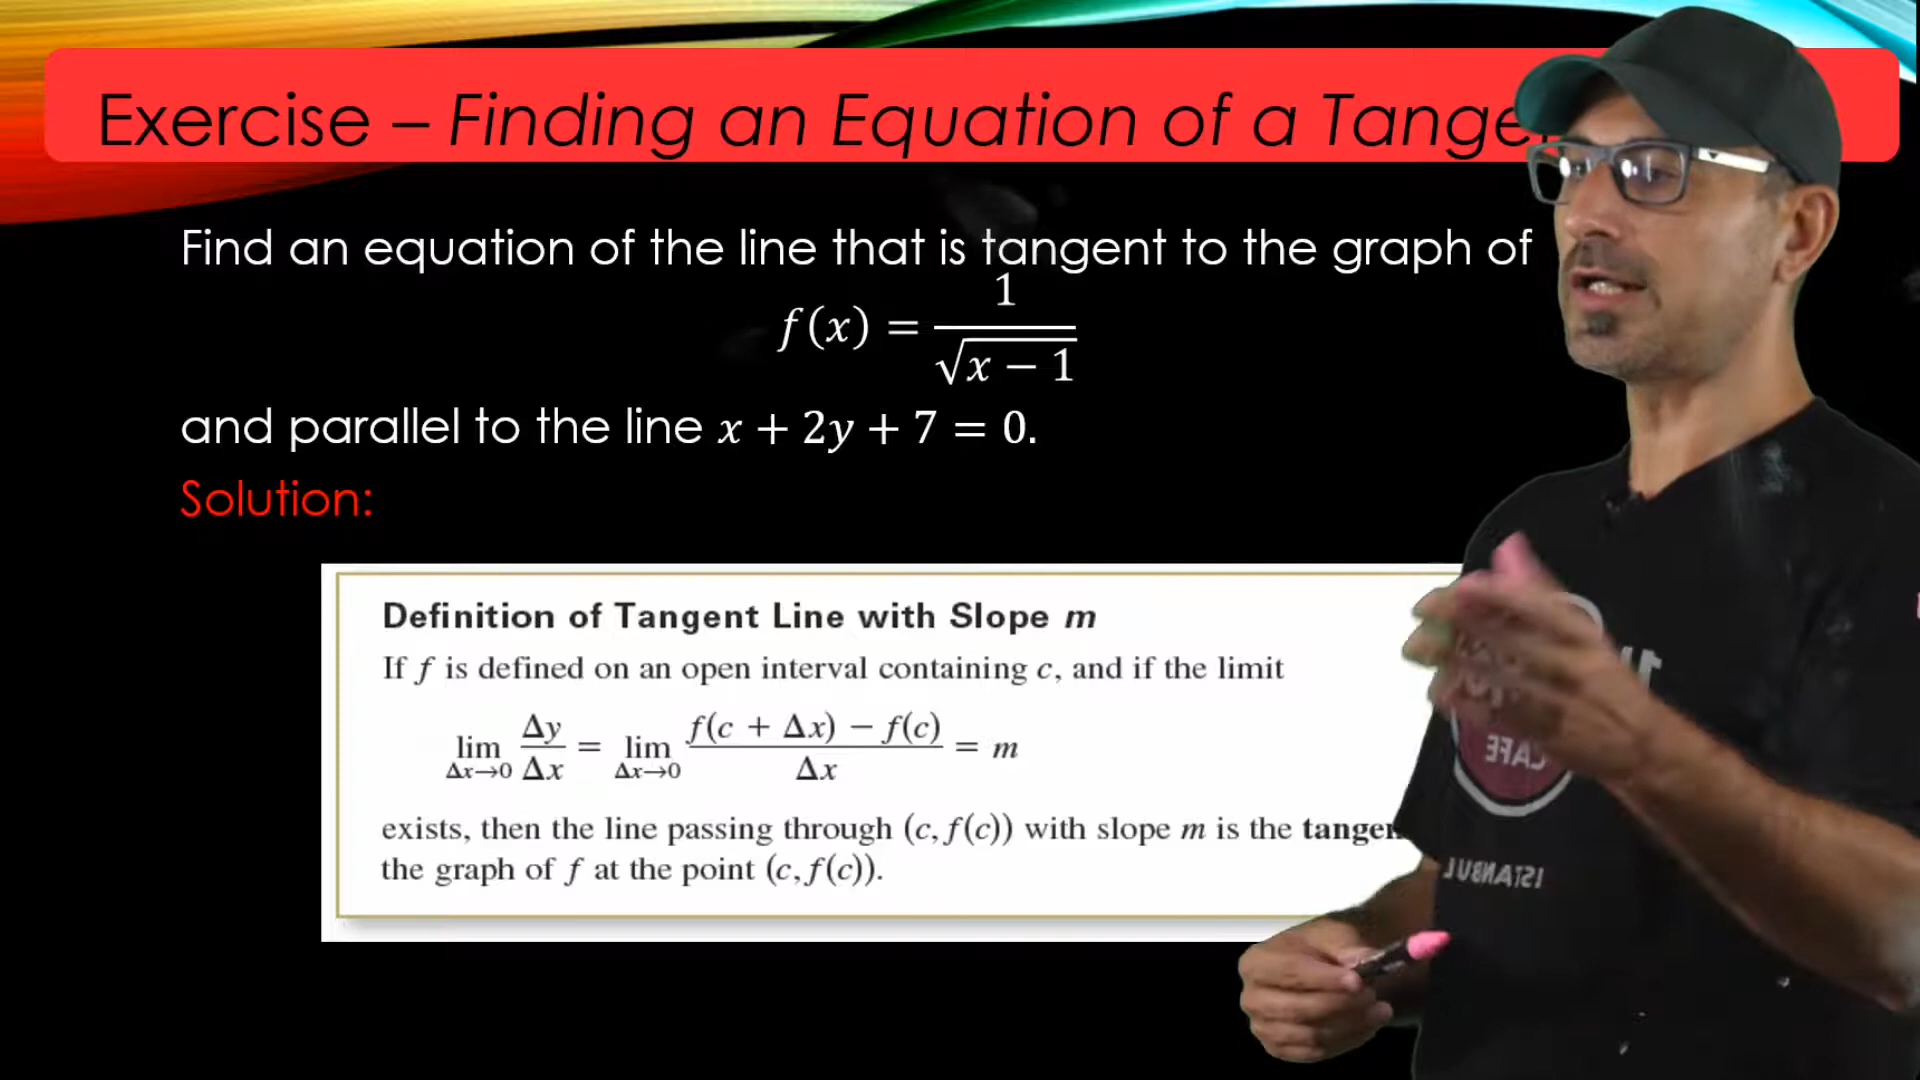 Exercise – Finding an Equation of a
Find an equation of the line that is tangent to the graph of
f(x) = 1/√(x − 1)
and parallel to the line x + 2y + 7 = 0.
Solution:
Definition of Tangent Line with Slope m
If f is defined on an open interval containing c, and if the limit
lim Δx→0 Δy/Δx = lim Δx→0 (f(c + Δx) − f(c))/Δx = m
exists, then the line passing through (c, f(c)) with slope m is the
the graph of f at the point (c, f(c)).
CAFE
ISTANBUL